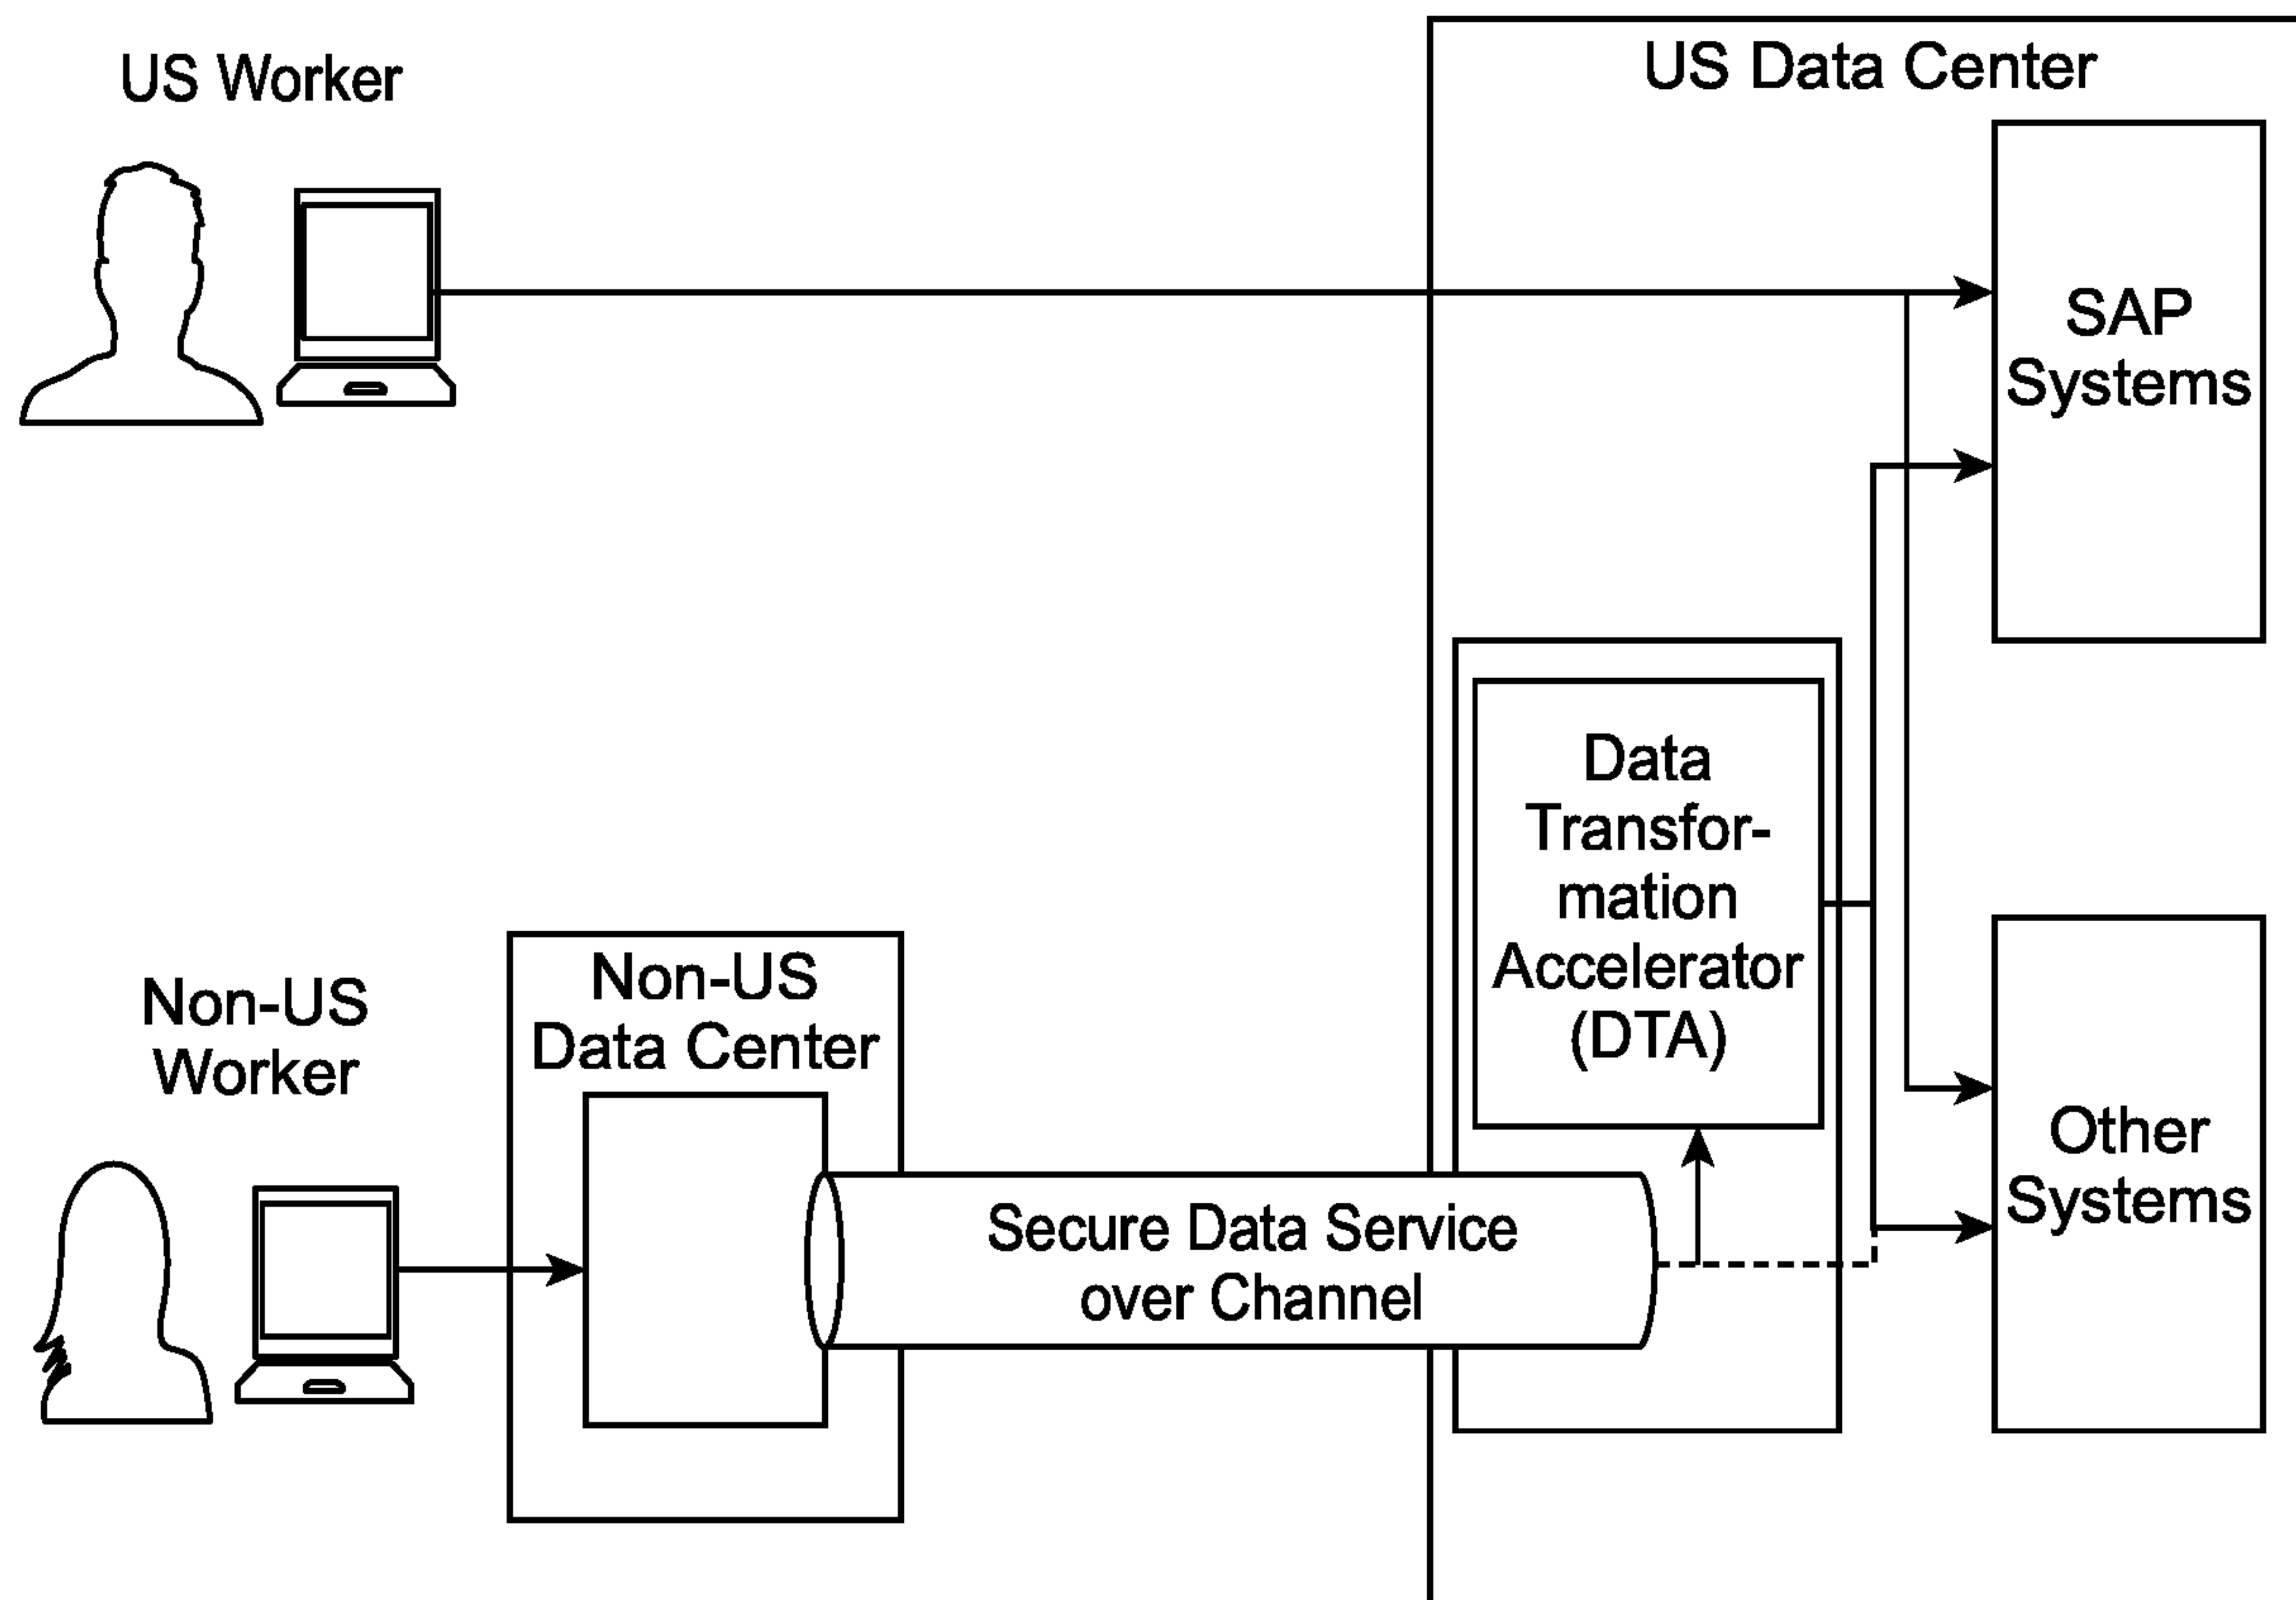 US Worker
US Data Center
SAP
Systems
Data
Transfor-
mation
Accelerator
(DTA)
Non-US
Worker
Non-US
Data Center
Secure Data Service
over Channel
Other
Systems